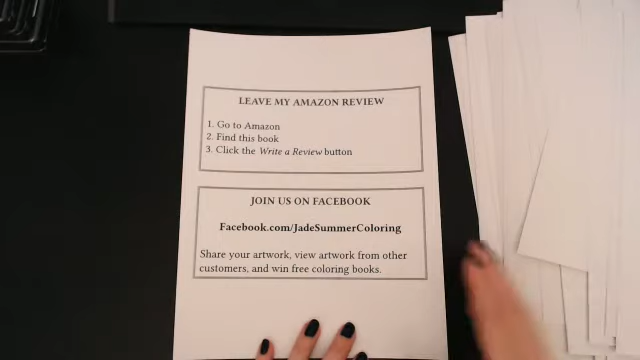 LEAVE MY AMAZON REVIEW
1. Go to Amazon
2. Find this book
3. Click the Write a Review button
JOIN US ON FACEBOOK
Facebook.com/JadeSummerColoring
Share your artwork, view artwork from other
customers, and win free coloring books.